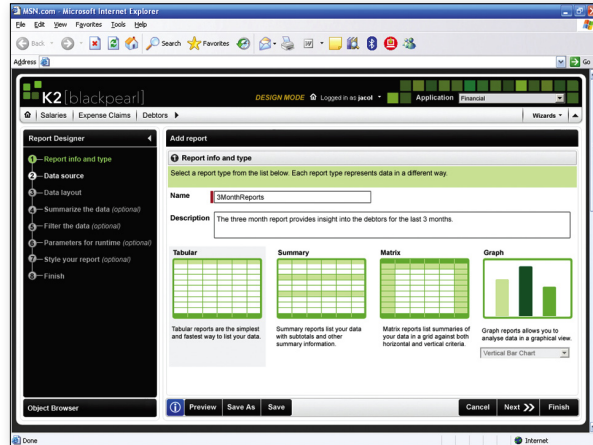 MSN.com - Microsoft Internet Explorer
File Edit View Favorites Tools Help
Back Search Favorites
Address Go
K2[blackpearl] DESIGN MODE Logged in as jacol Application Financial
Salaries Expense Claims Debtors Wizards
Report Designer
1 Report info and type
2 Data source
3 Data layout
4 Summarize the data (optional)
5 Filter the data (optional)
6 Parameters for runtime (optional)
7 Style your report (optional)
8 Finish
Object Browser
Add report
1 Report info and type
Select a report type from the list below. Each report type represents data in a different way.
Name 3MonthReports
Description The three month report provides insight into the debtors for the last 3 months.
Tabular Summary Matrix Graph
Tabular reports are the simplest
and fastest way to list your data.
Summary reports list your data
with subtotals and other
summary information.
Matrix reports list summaries of
your data in a grid against both
horizontal and vertical criteria.
Graph reports allows you to
analyse data in a graphical view.
Vertical Bar Chart
Preview Save As Save Cancel Next Finish
Done Internet